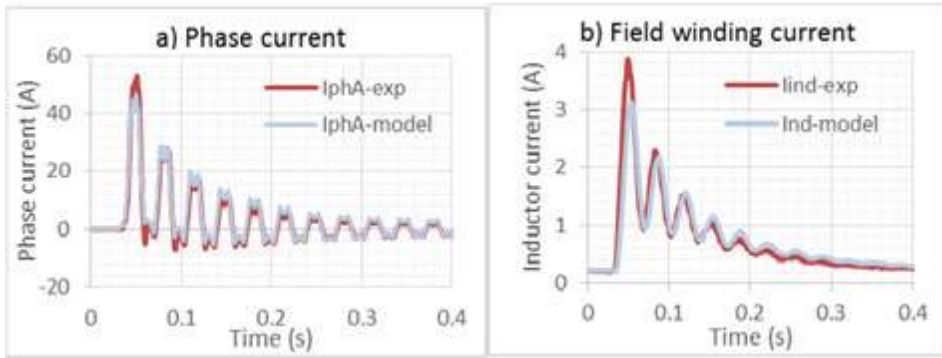 a) Phase current
60
40
20
0
-20
Phase current (A)
IphA-exp
IphA-model
0
0.1
0.2
0.3
0.4
Time (s)
b) Field winding current
4
3
2
1
0
Inductor current (A)
Iind-exp
Ind-model
0
0.1
0.2
0.3
0.4
Time (s)